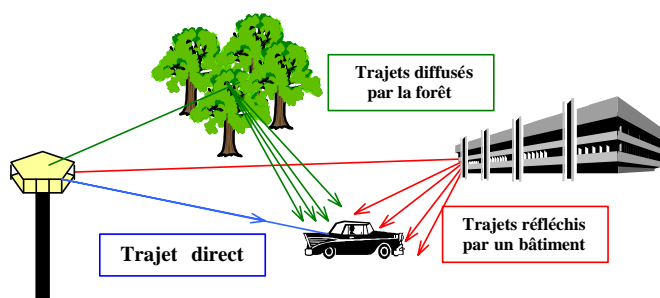 Trajets diffusés
par la forêt
Trajets réfléchis
par un bâtiment
Trajet direct